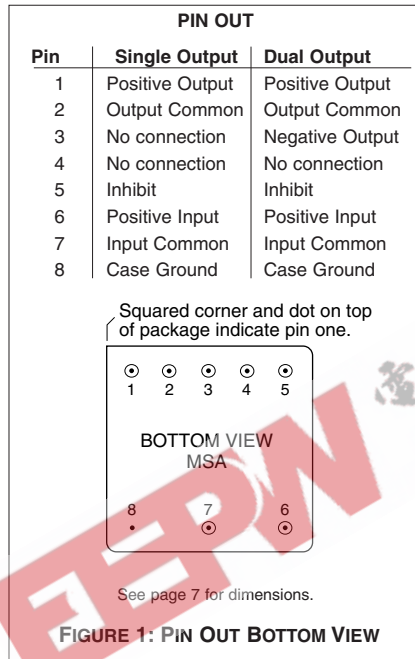 PIN OUT
Pin Single Output Dual Output
1 Positive Output Positive Output
2 Output Common Output Common
3 No connection Negative Output
4 No connection No connection
5 Inhibit Inhibit
6 Positive Input Positive Input
7 Input Common Input Common
8 Case Ground Case Ground
Squared corner and dot on top
of package indicate pin one.
1 2 3 4 5
BOTTOM VIEW
MSA
8 7 6
See page 7 for dimensions.
FIGURE 1: PIN OUT BOTTOM VIEW
EEPW